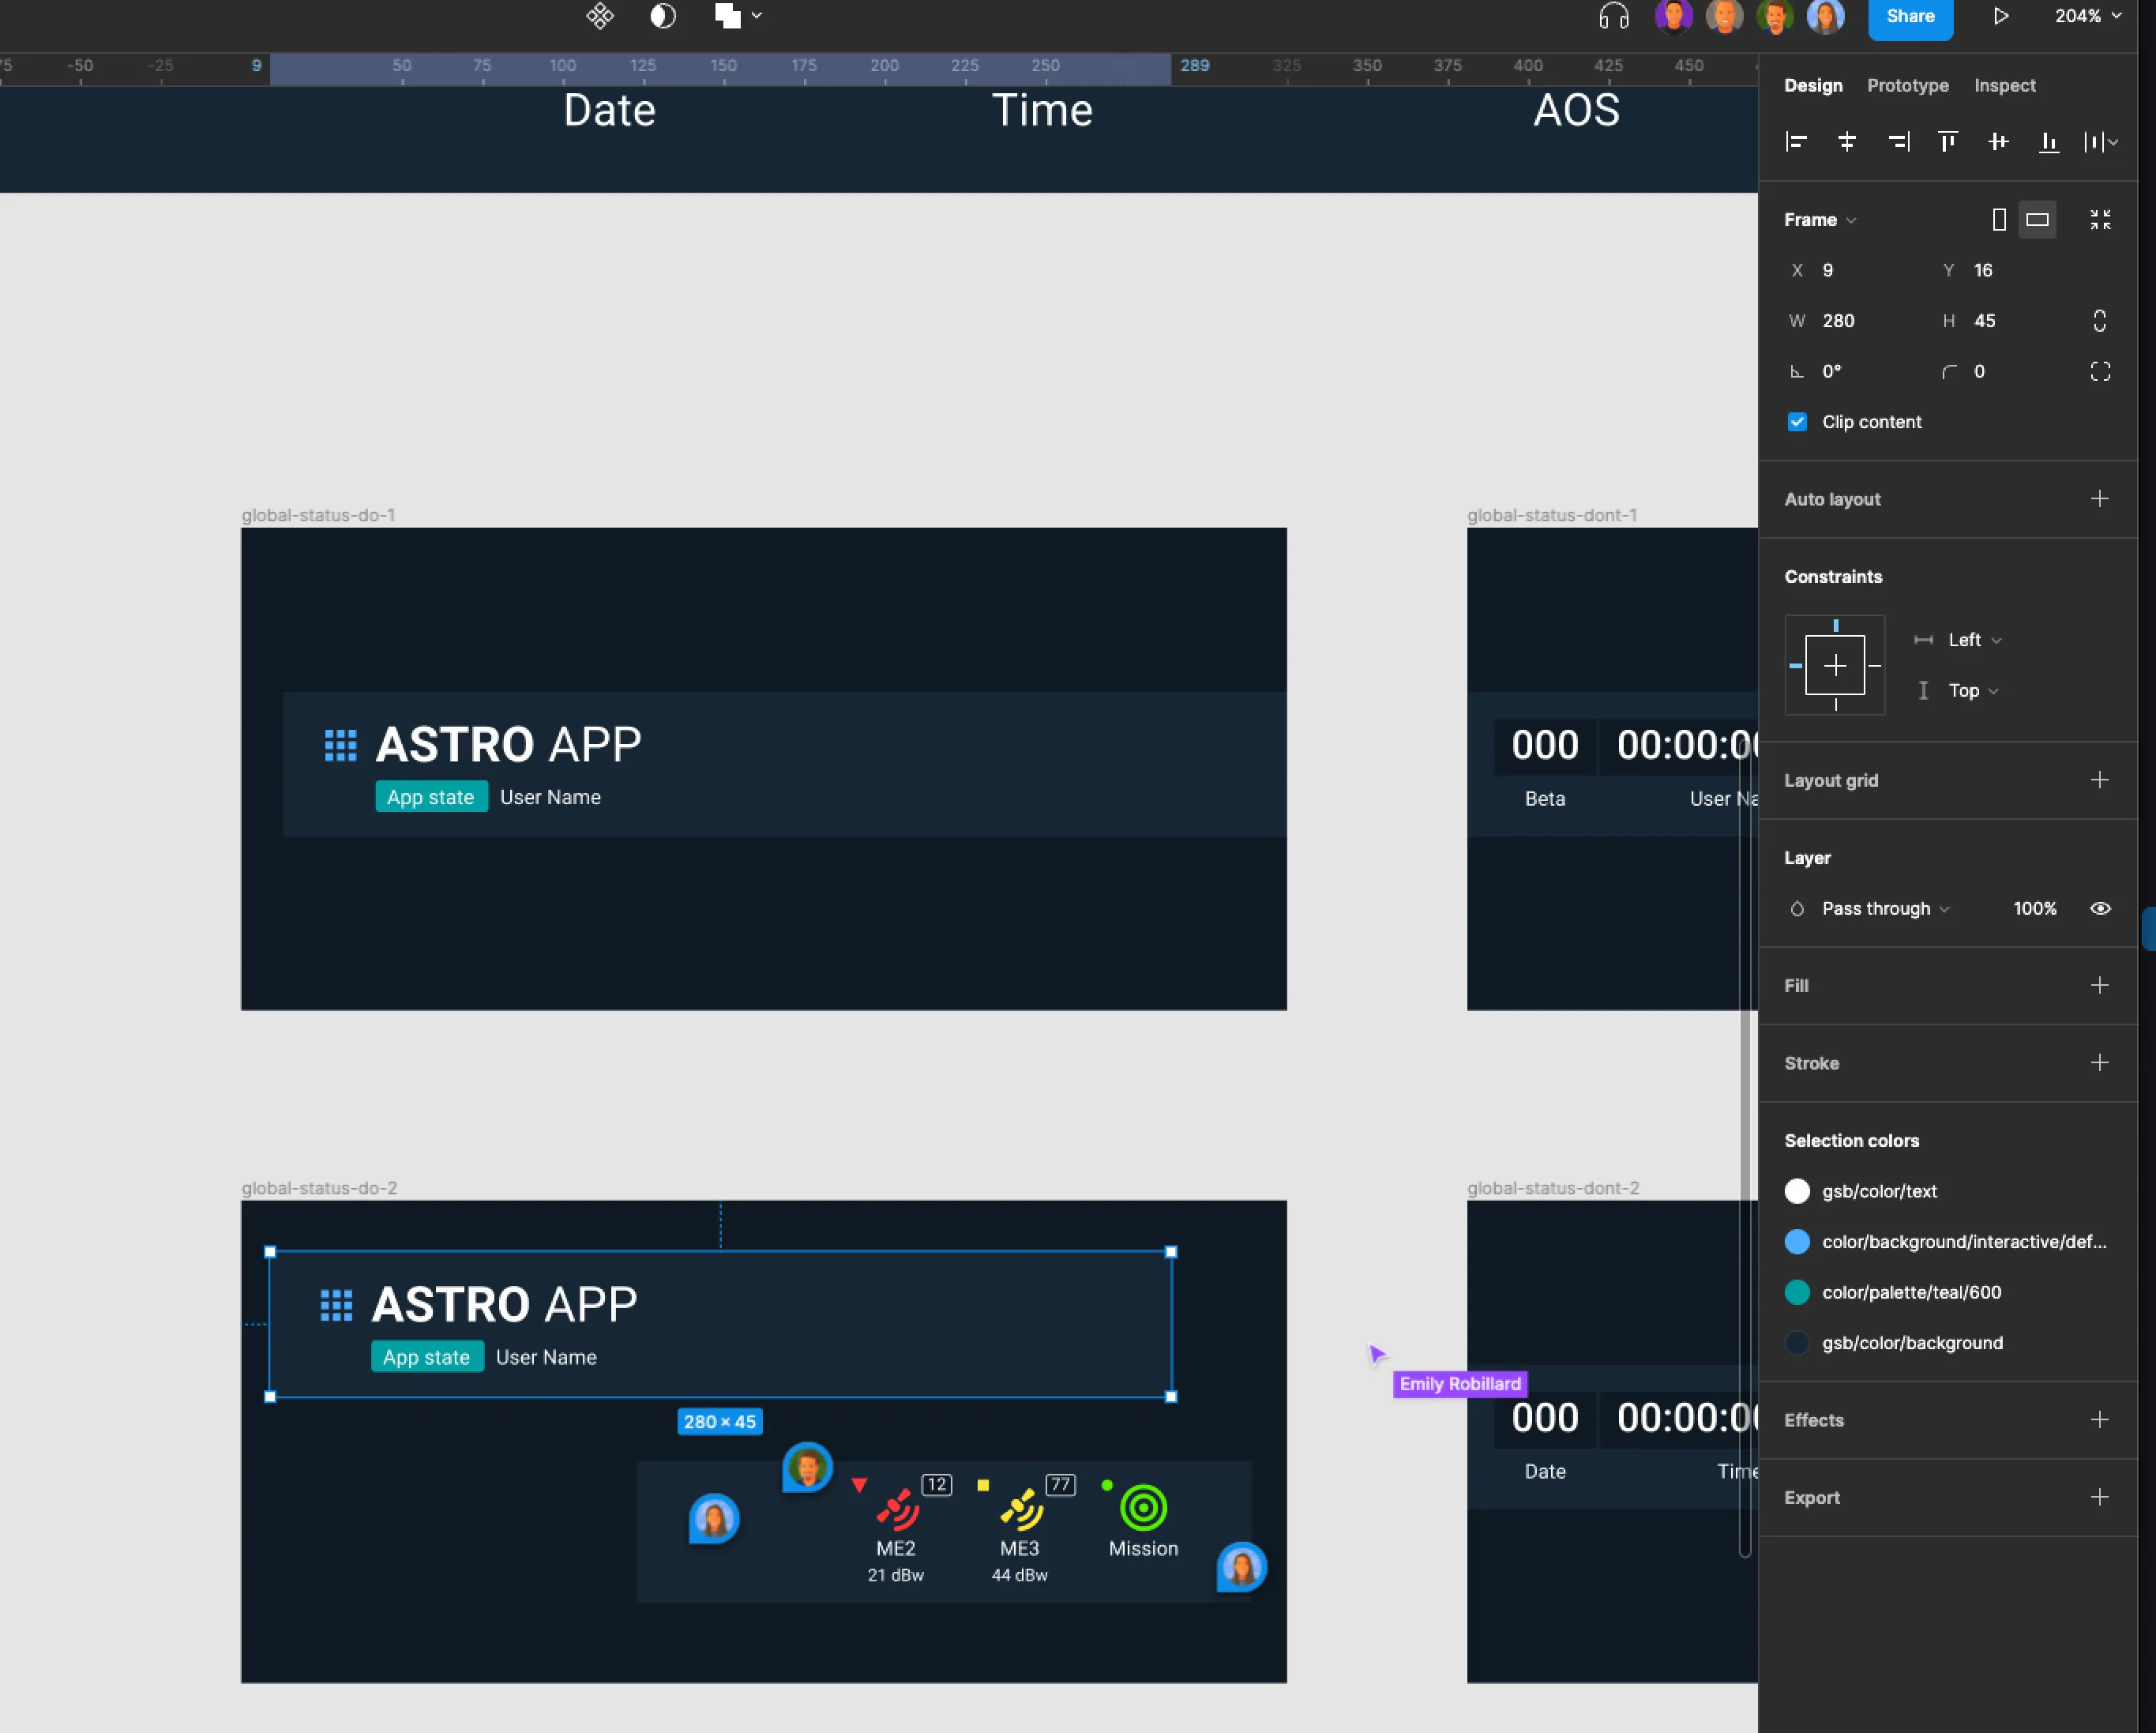 Share
204%
75
-50
-25
9
50
75
100
125
150
175
200
225
250
289
325
350
375
400
425
450
Date
Time
AOS
Design
Prototype
Inspect
Frame
X 9
Y 16
W 280
H 45
0°
0
Clip content
Auto layout
Constraints
Left
Top
Layout grid
Layer
Pass through
100%
Fill
Stroke
Selection colors
gsb/color/text
color/background/interactive/def...
color/palette/teal/600
gsb/color/background
Effects
Export
global-status-do-1
ASTRO APP
App state
User Name
global-status-dont-1
000
00:00:00
Beta
User Na
global-status-do-2
ASTRO APP
App state
User Name
280 × 45
12
77
ME2
ME3
Mission
21 dBw
44 dBw
Emily Robillard
global-status-dont-2
000
00:00:00
Date
Time